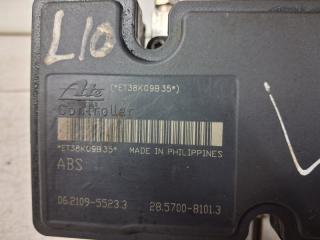 L10
Ate
(*ET38K09B35*)
Controller
*ET38K09B35*
MADE IN PHILIPPINES
ABS
06.2109-5523.3
28.5700-8101.3